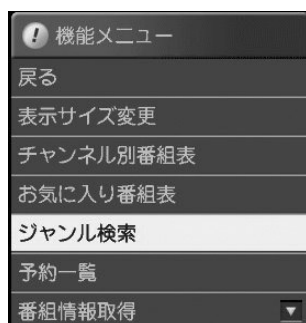 機能メニュー
戻る
表示サイズ変更
チャンネル別番組表
お気に入り番組表
ジャンル検索
予約一覧
番組情報取得